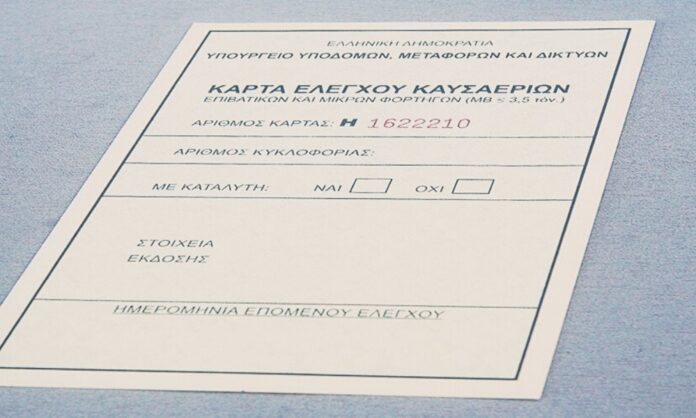 ΕΛΛΗΝΙΚΗ ΔΗΜΟΚΡΑΤΙΑ
ΥΠΟΥΡΓΕΙΟ ΥΠΟΔΟΜΩΝ, ΜΕΤΑΦΟΡΩΝ ΚΑΙ ΔΙΚΤΥΩΝ
ΚΑΡΤΑ ΕΛΕΓΧΟΥ ΚΑΥΣΑΕΡΙΩΝ
ΕΠΙΒΑΤΙΚΩΝ ΚΑΙ ΜΙΚΡΩΝ ΦΟΡΤΗΓΩΝ (ΜΒ ≤ 3,5 τόν.)
ΑΡΙΘΜΟΣ ΚΑΡΤΑΣ: Η 1622210
ΑΡΙΘΜΟΣ ΚΥΚΛΟΦΟΡΙΑΣ:
ΜΕ ΚΑΤΑΛΥΤΗ: ΝΑΙ ΟΧΙ
ΣΤΟΙΧΕΙΑ
ΕΚΔΟΣΗΣ
ΗΜΕΡΟΜΗΝΙΑ ΕΠΟΜΕΝΟΥ ΕΛΕΓΧΟΥ